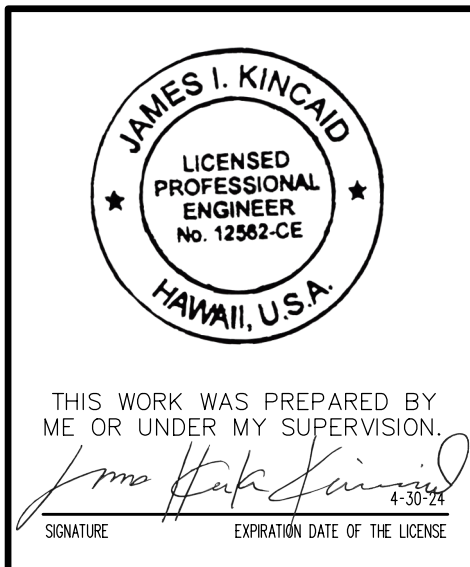 JAMES I. KINCAID
LICENSED
PROFESSIONAL
ENGINEER
No. 12562-CE
HAWAII, U.S.A.
THIS WORK WAS PREPARED BY
ME OR UNDER MY SUPERVISION.
4-30-24
SIGNATURE EXPIRATION DATE OF THE LICENSE